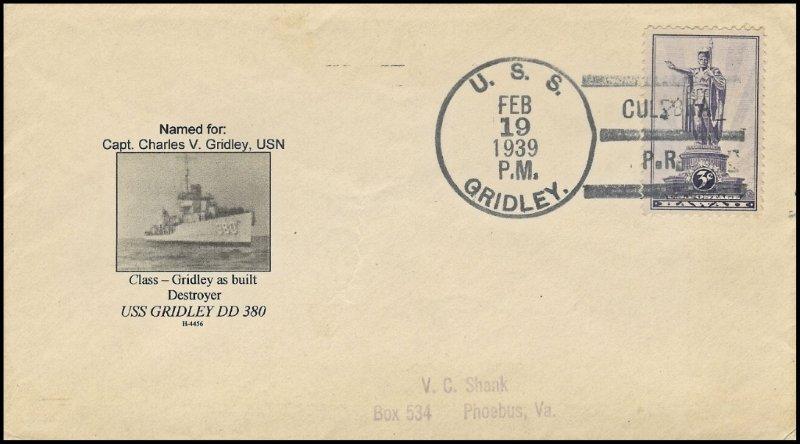 Named for:
Capt. Charles V. Gridley, USN
380
Class – Gridley as built
Destroyer
USS GRIDLEY DD 380
H-4456
U. S. S.
FEB
19
1939
P.M.
GRIDLEY.
P.R.
3¢
U.S. POSTAGE
HAWAII
V. C. Shank
Box 534 Phoebus, Va.